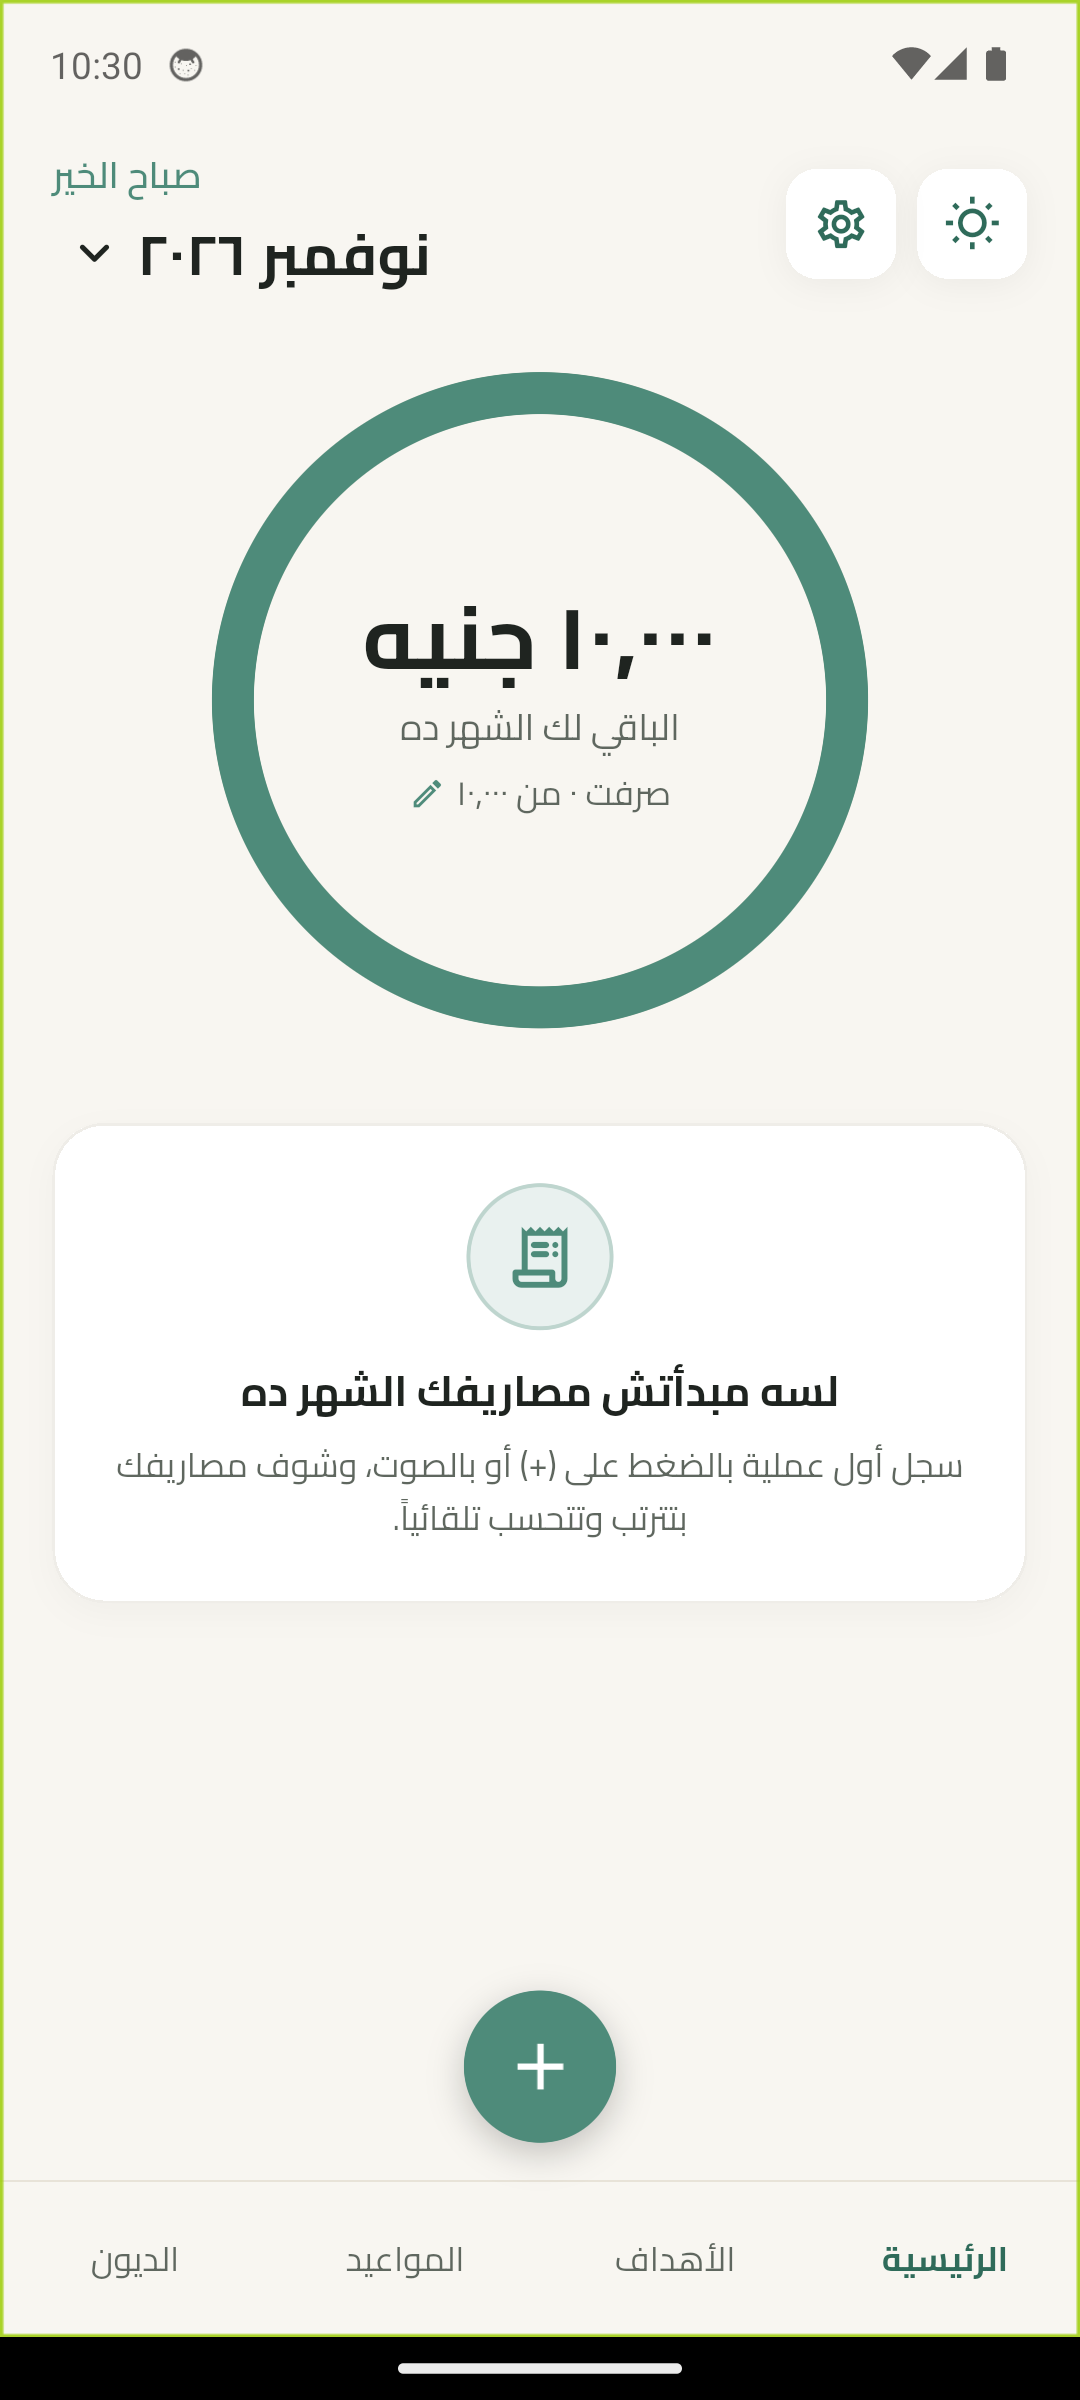 10:30
صباح الخير
نوفمبر ٢٠٢٦
١٠,٠٠٠ جنيه
الباقي لك الشهر ده
صرفت ٠ من ١٠,٠٠٠
لسه مبدأتش مصاريفك الشهر ده
سجل أول عملية بالضغط على (+) أو بالصوت، وشوف مصاريفك
بتترتب وتتحسب تلقائياً.
الرئيسية
الأهداف
المواعيد
الديون